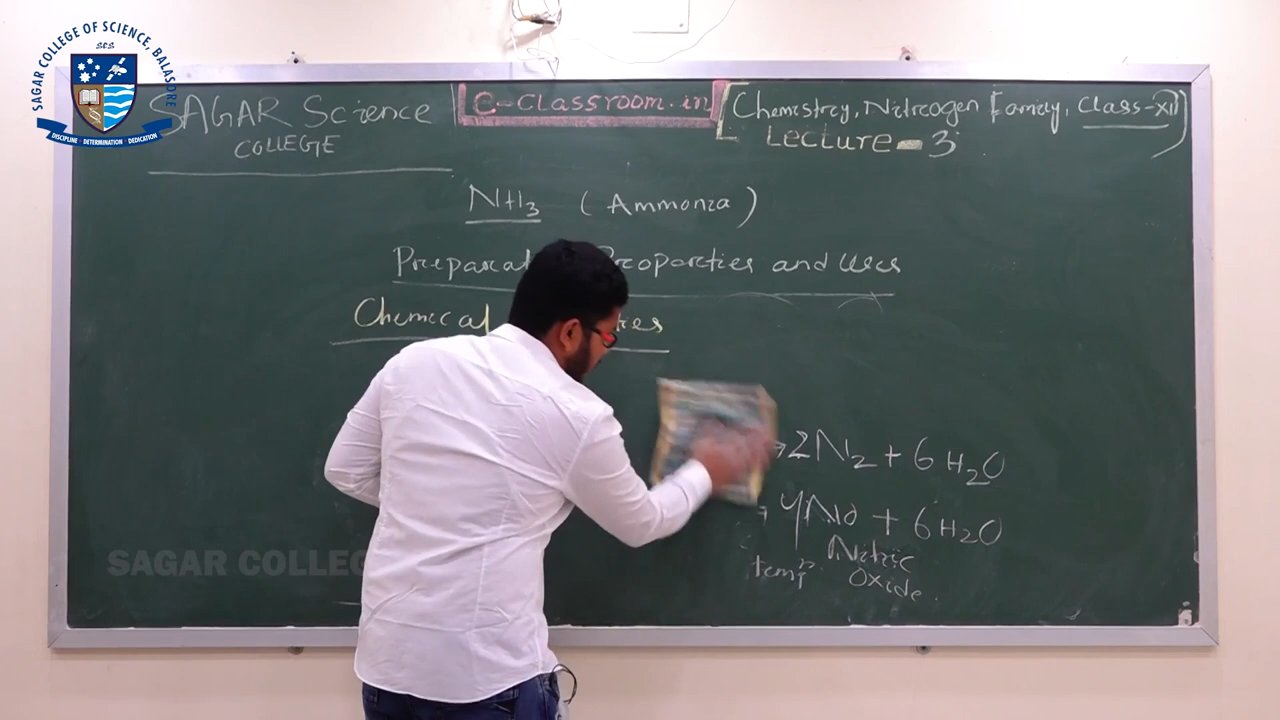 SAGAR COLLEGE OF SCIENCE, BALASORE
SCS
DISCIPLINE DETERMINATION DEDICATION
SAGAR Science
COLLEGE
e-classroom.in
Chemistry, Nitrogen Family, Class-XII
Lecture-3
NH3 (Ammonia)
Properties and Uses
Chemical
→2N2 + 6H2O
→ 4NO + 6H2O
temp
Nitric
Oxide
SAGAR